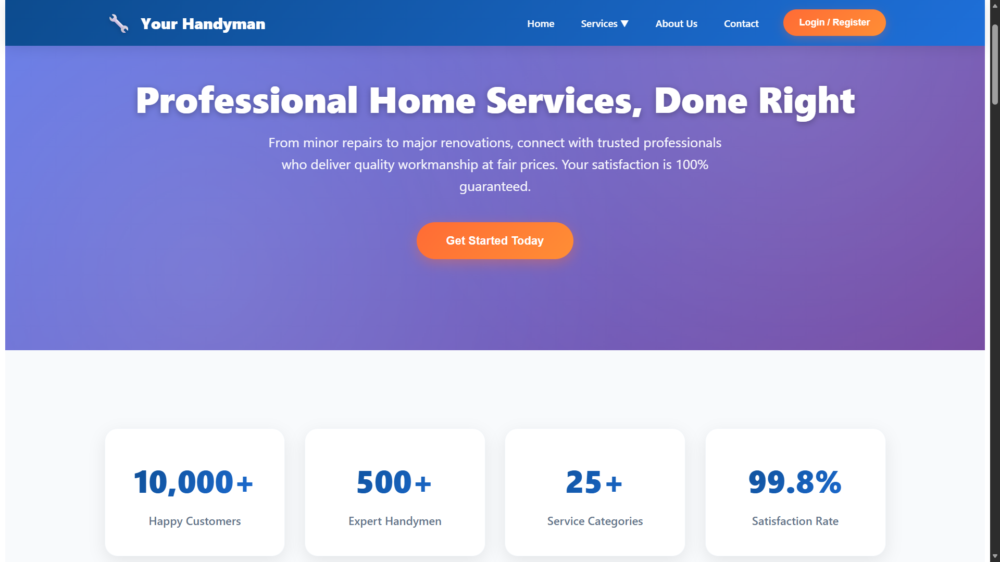 Your Handyman
Home
Services ▼
About Us
Contact
Login / Register
Professional Home Services, Done Right
From minor repairs to major renovations, connect with trusted professionals
who deliver quality workmanship at fair prices. Your satisfaction is 100%
guaranteed.
Get Started Today
10,000+
Happy Customers
500+
Expert Handymen
25+
Service Categories
99.8%
Satisfaction Rate